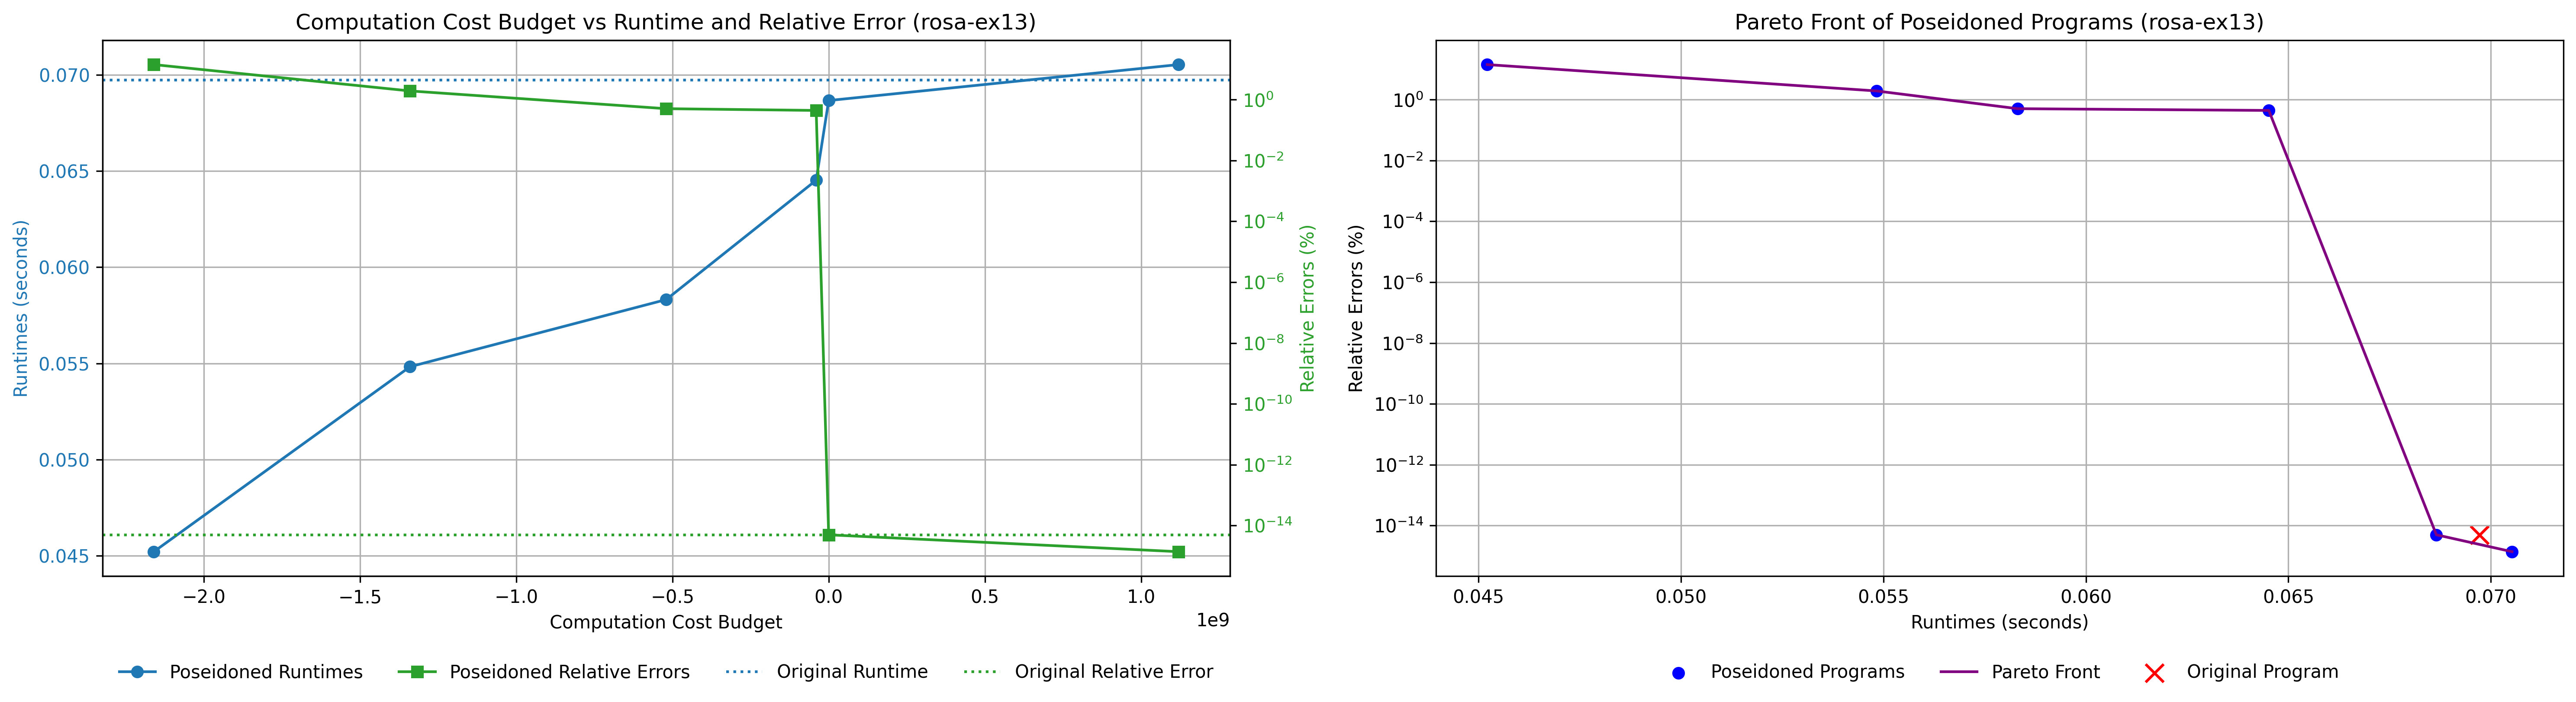 Computation Cost Budget vs Runtime and Relative Error (rosa-ex13)
Runtimes (seconds)
0.070
0.065
0.060
0.055
0.050
0.045
10⁰
10⁻²
10⁻⁴
10⁻⁶
10⁻⁸
10⁻¹⁰
10⁻¹²
10⁻¹⁴
Relative Errors (%)
−2.0 −1.5 −1.0 −0.5 0.0 0.5 1.0
Computation Cost Budget
1e9
Poseidoned Runtimes Poseidoned Relative Errors Original Runtime Original Relative Error
Pareto Front of Poseidoned Programs (rosa-ex13)
Relative Errors (%)
10⁰
10⁻²
10⁻⁴
10⁻⁶
10⁻⁸
10⁻¹⁰
10⁻¹²
10⁻¹⁴
0.045 0.050 0.055 0.060 0.065 0.070
Runtimes (seconds)
Poseidoned Programs Pareto Front Original Program